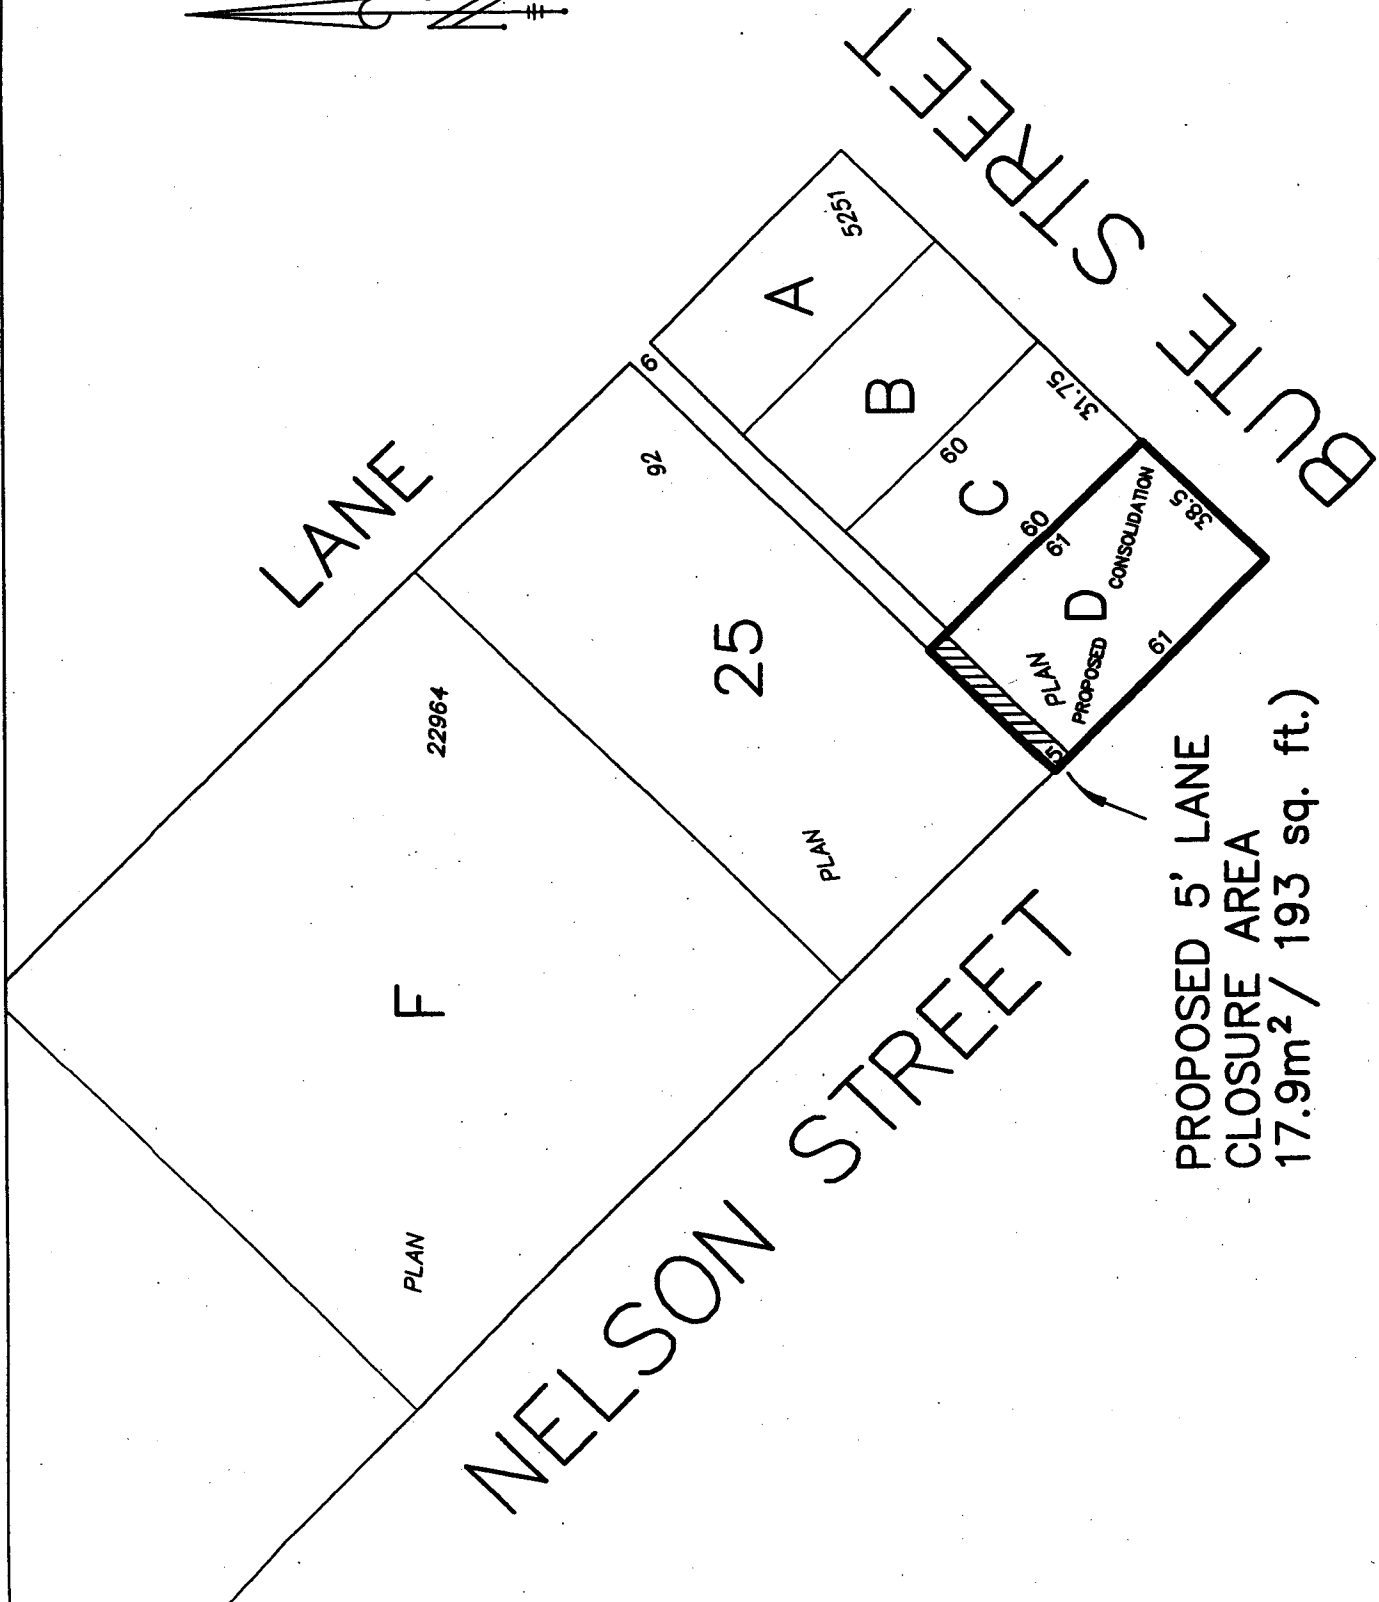 LANE
BUTE STREET
NELSON STREET
F
PLAN
22964
25
PLAN
92
6
A
5251
B
C
60
31.75
60
61
D
PLAN
PROPOSED
CONSOLIDATION
38.5
61
5
PROPOSED 5' LANE
CLOSURE AREA
17.9m² / 193 sq. ft.)